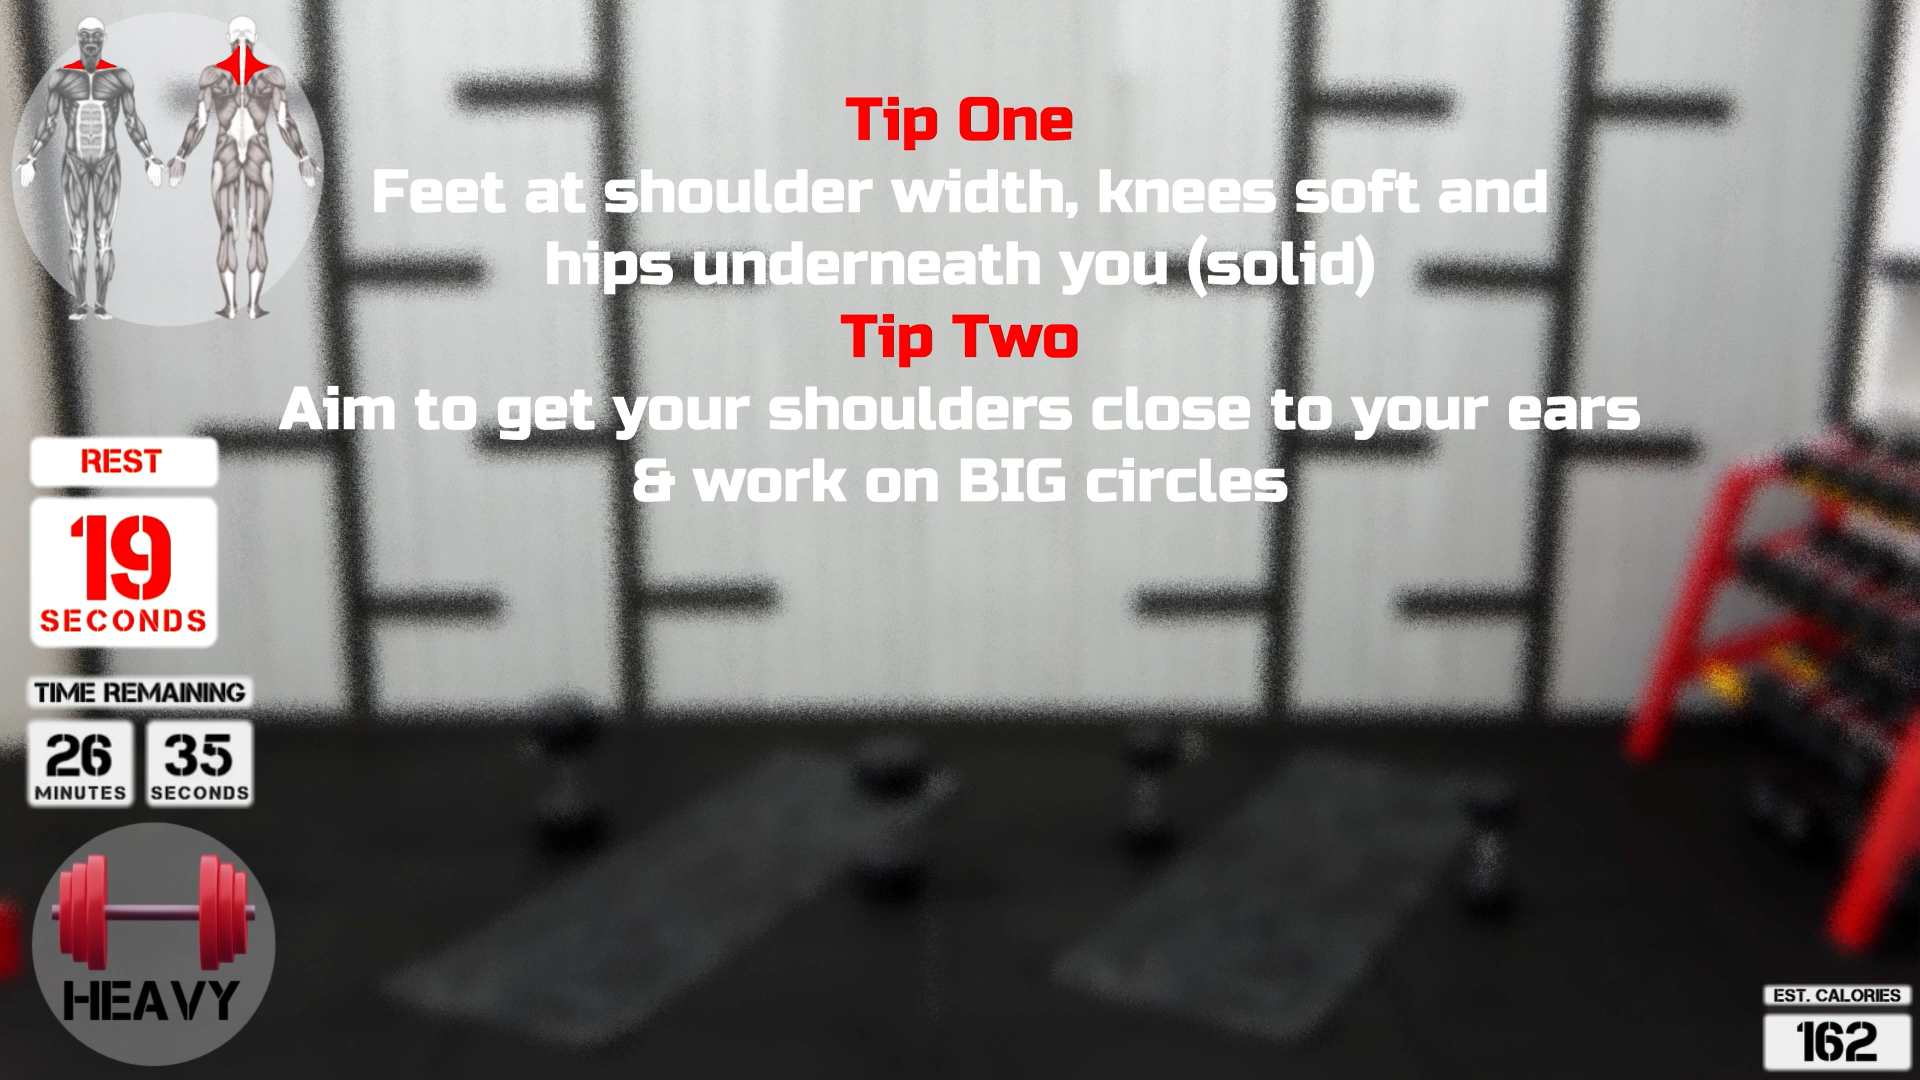 Tip One
Feet at shoulder width, knees soft and
hips underneath you (solid)
Tip Two
Aim to get your shoulders close to your ears
& work on BIG circles
REST
19
SECONDS
TIME REMAINING
26 35
MINUTES SECONDS
HEAVY
EST. CALORIES
162